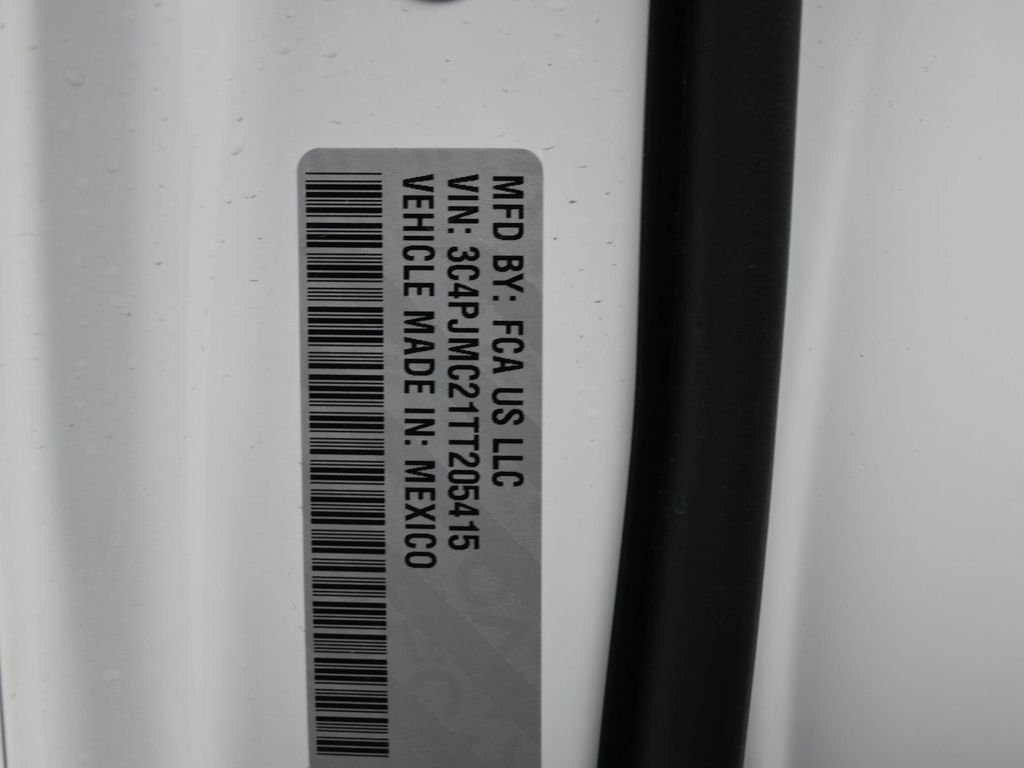 MFD BY: FCA US LLC
VIN: 3C4PJMC21TT205415
VEHICLE MADE IN: MEXICO